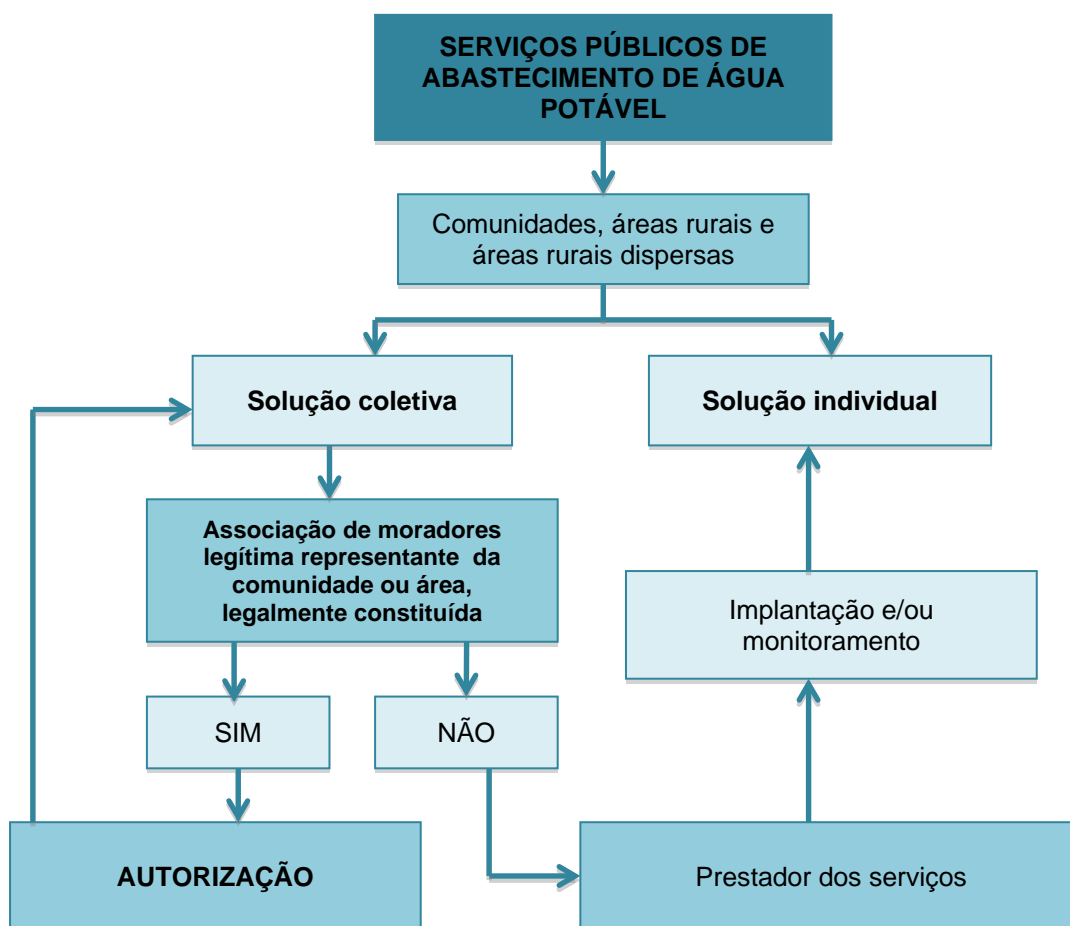 SERVIÇOS PÚBLICOS DE
ABASTECIMENTO DE ÁGUA
POTÁVEL
Comunidades, áreas rurais e
áreas rurais dispersas
Solução coletiva
Solução individual
Associação de moradores
legítima representante da
comunidade ou área,
legalmente constituída
Implantação e/ou
monitoramento
SIM
NÃO
AUTORIZAÇÃO
Prestador dos serviços